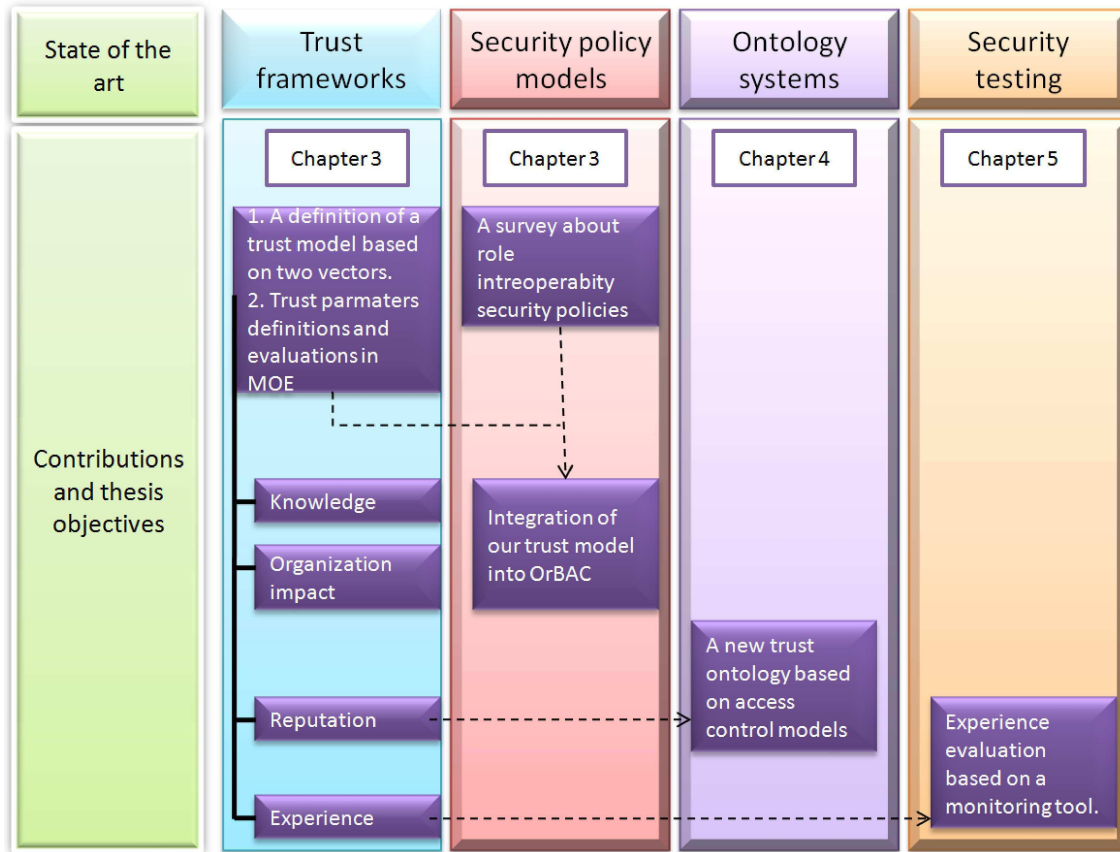 State of the
art
Trust
frameworks
Security policy
models
Ontology
systems
Security
testing
Contributions
and thesis
objectives
Chapter 3
1. A definition of a
trust model based
on two vectors.
2. Trust parmaters
definitions and
evaluations in
MOE
Knowledge
Organization
impact
Reputation
Experience
Chapter 3
A survey about
role
intreoperabity
security policies
Integration of
our trust model
into OrBAC
Chapter 4
A new trust
ontology based
on access
control models
Chapter 5
Experience
evaluation
based on a
monitoring tool.